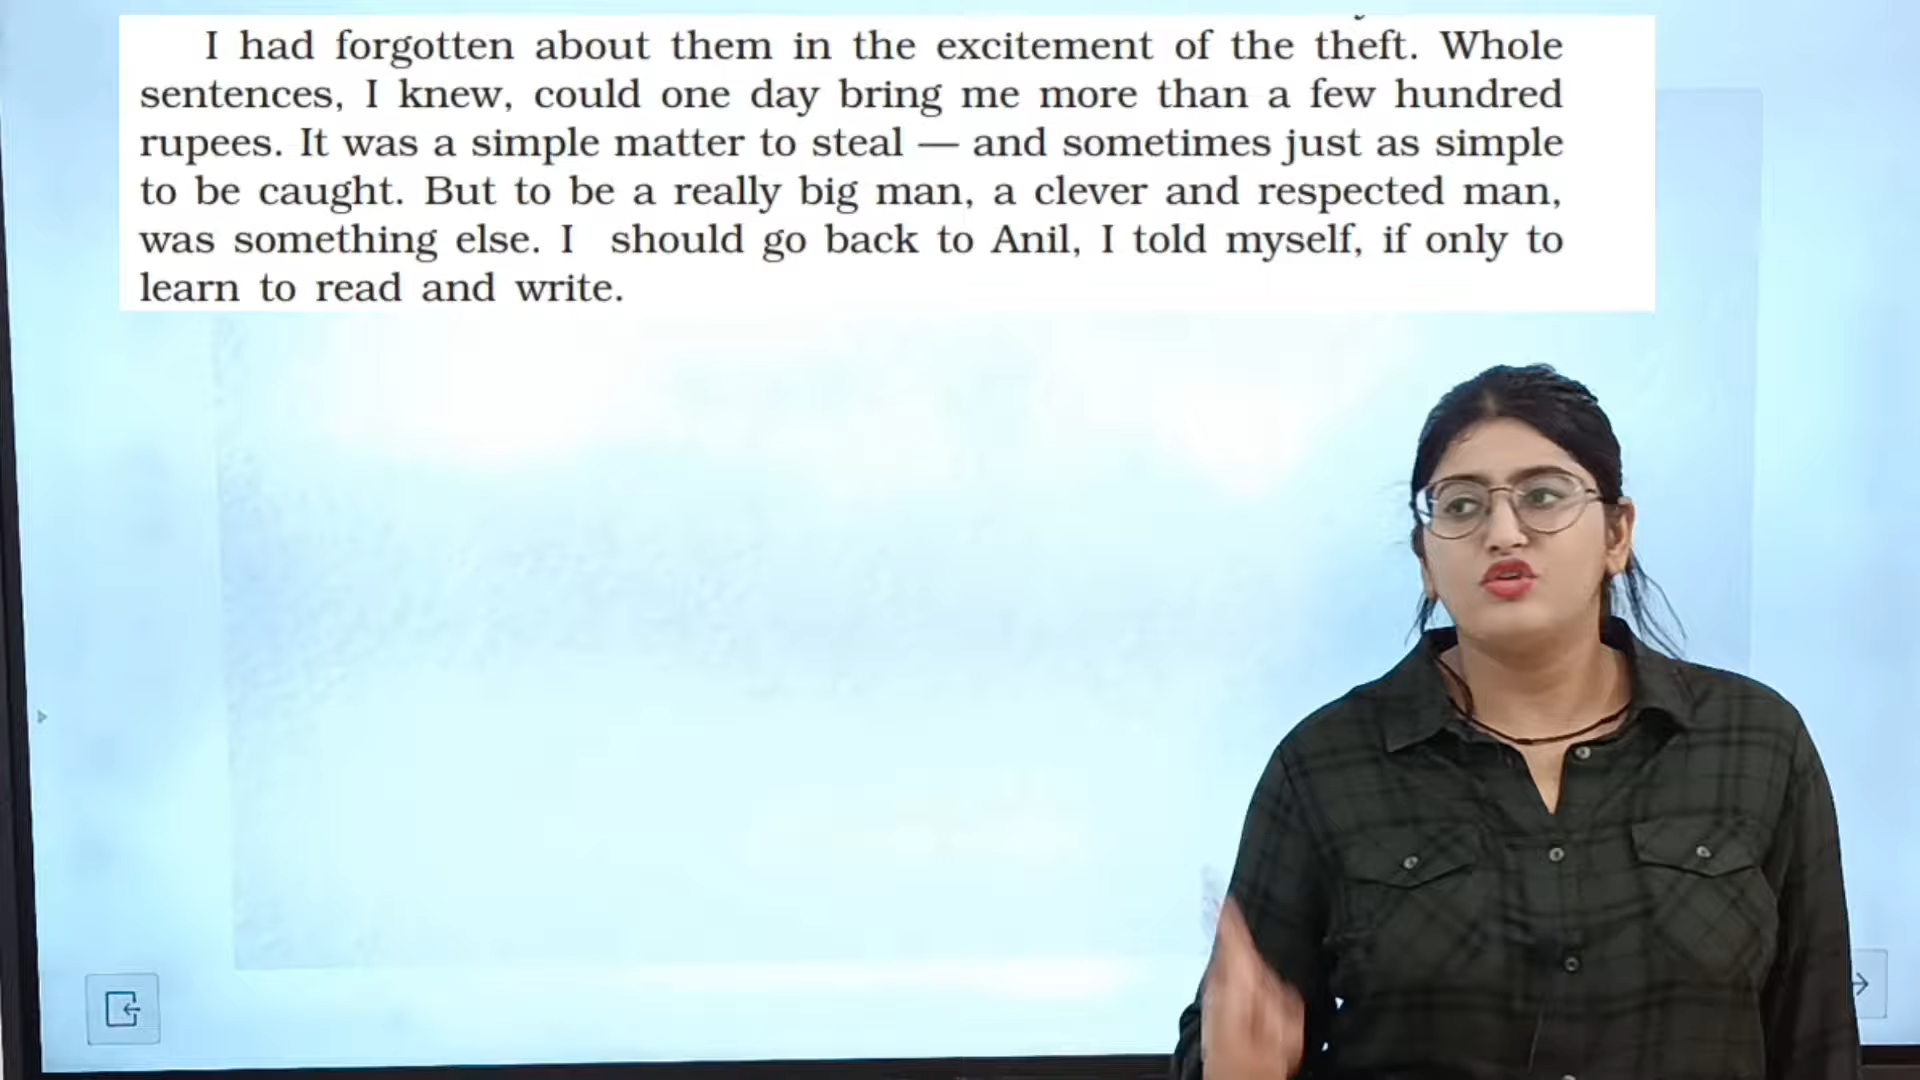 I had forgotten about them in the excitement of the theft. Whole
sentences, I knew, could one day bring me more than a few hundred
rupees. It was a simple matter to steal — and sometimes just as simple
to be caught. But to be a really big man, a clever and respected man,
was something else. I should go back to Anil, I told myself, if only to
learn to read and write.